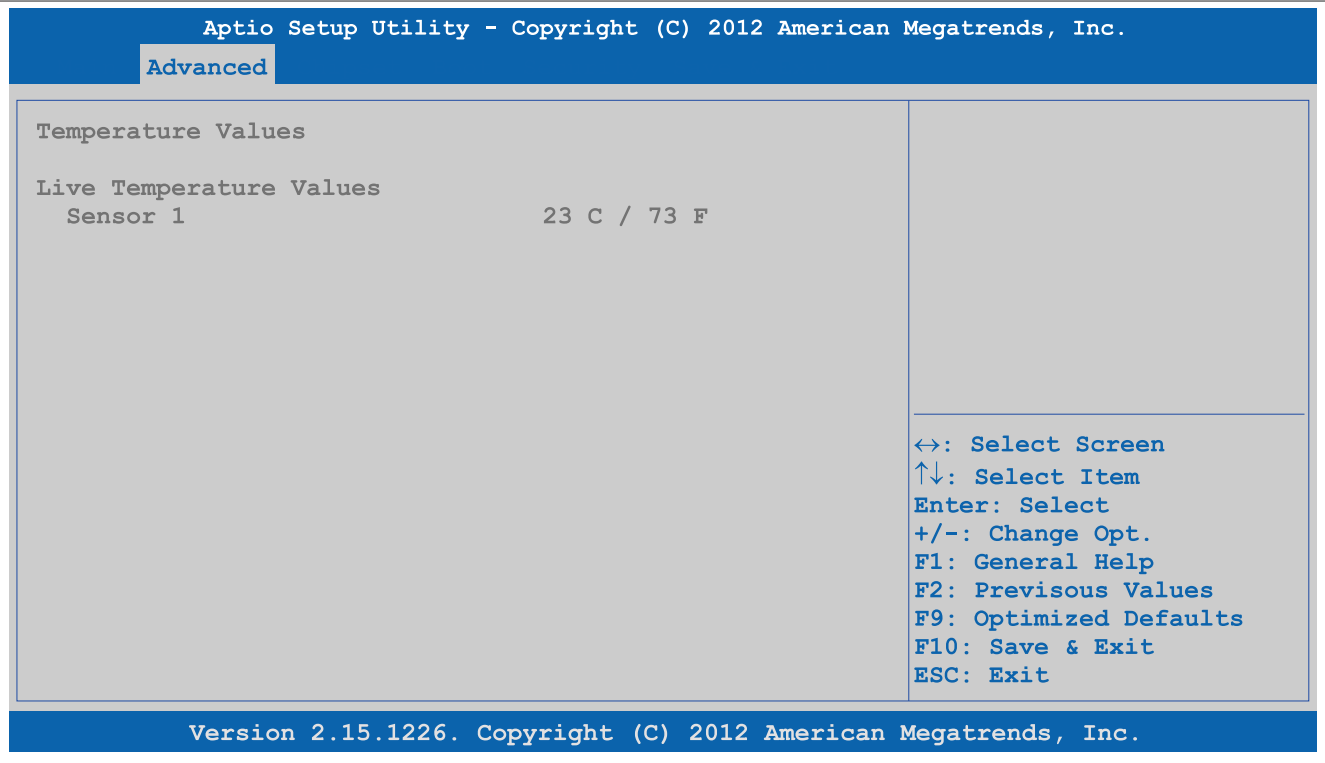 Aptio Setup Utility - Copyright (C) 2012 American Megatrends, Inc.
Advanced
Temperature Values
Live Temperature Values
Sensor 1 23 C / 73 F
↔: Select Screen
↑↓: Select Item
Enter: Select
+/-: Change Opt.
F1: General Help
F2: Previsous Values
F9: Optimized Defaults
F10: Save & Exit
ESC: Exit
Version 2.15.1226. Copyright (C) 2012 American Megatrends, Inc.